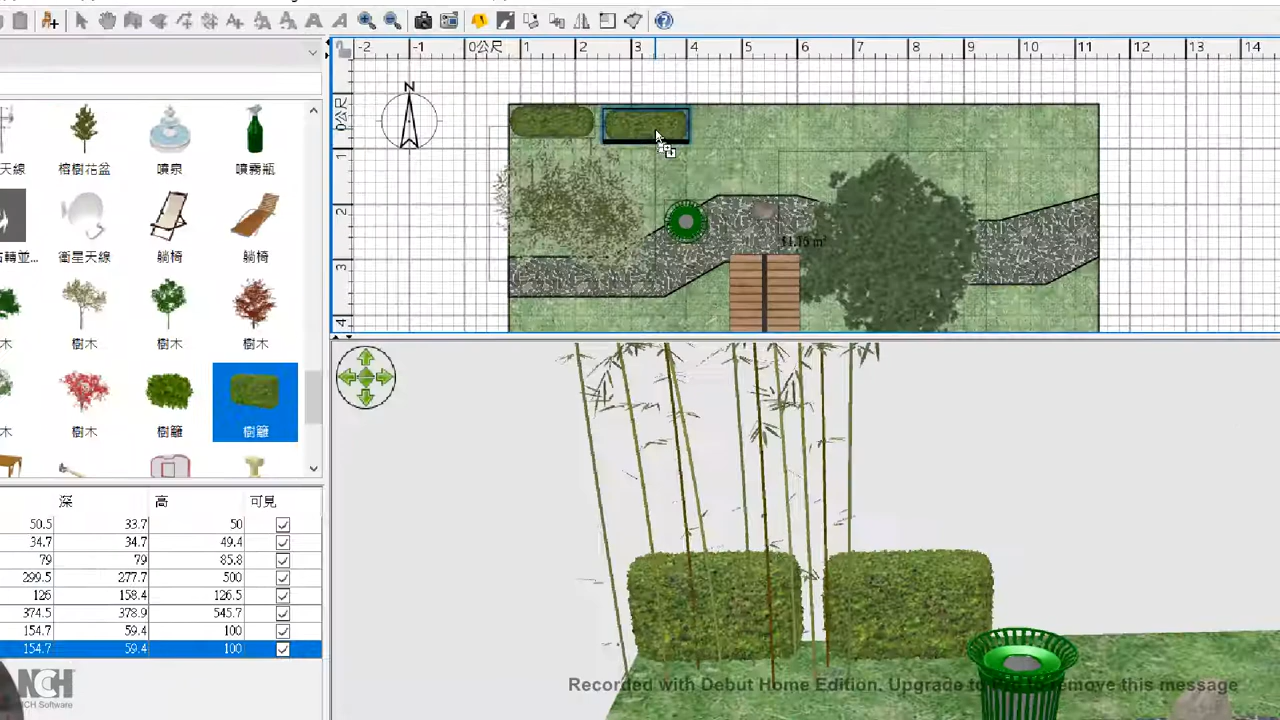 -2 -1 0公尺 1 2 3 4 5 6 7 8 9 10 11 12 13 14
N
0公尺
1
2
3
4
天線 榕樹花盆 噴泉 噴霧瓶
衛星天線 躺椅 躺椅
木 樹木 樹木 樹木
木 樹木 樹籬 樹籬
深 高 可見
50.5 33.7 50
34.7 34.7 49.4
79 79 85.8
299.5 277.7 500
126 158.4 126.5
374.5 378.9 545.7
154.7 59.4 100
154.7 59.4 100
NCH
NCH Software
Recorded with Debut Home Edition. Upgrade to remove this message